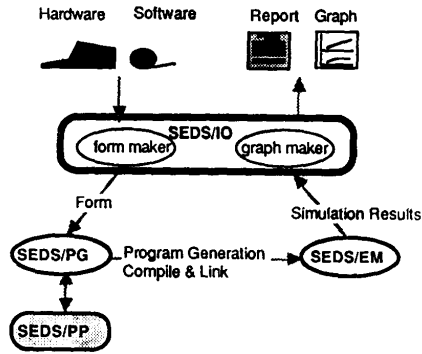 Hardware Software Report Graph
SEDS/IO
form maker graph maker
Form
Simulation Results
SEDS/PG Program Generation SEDS/EM
Compile & Link
SEDS/PP